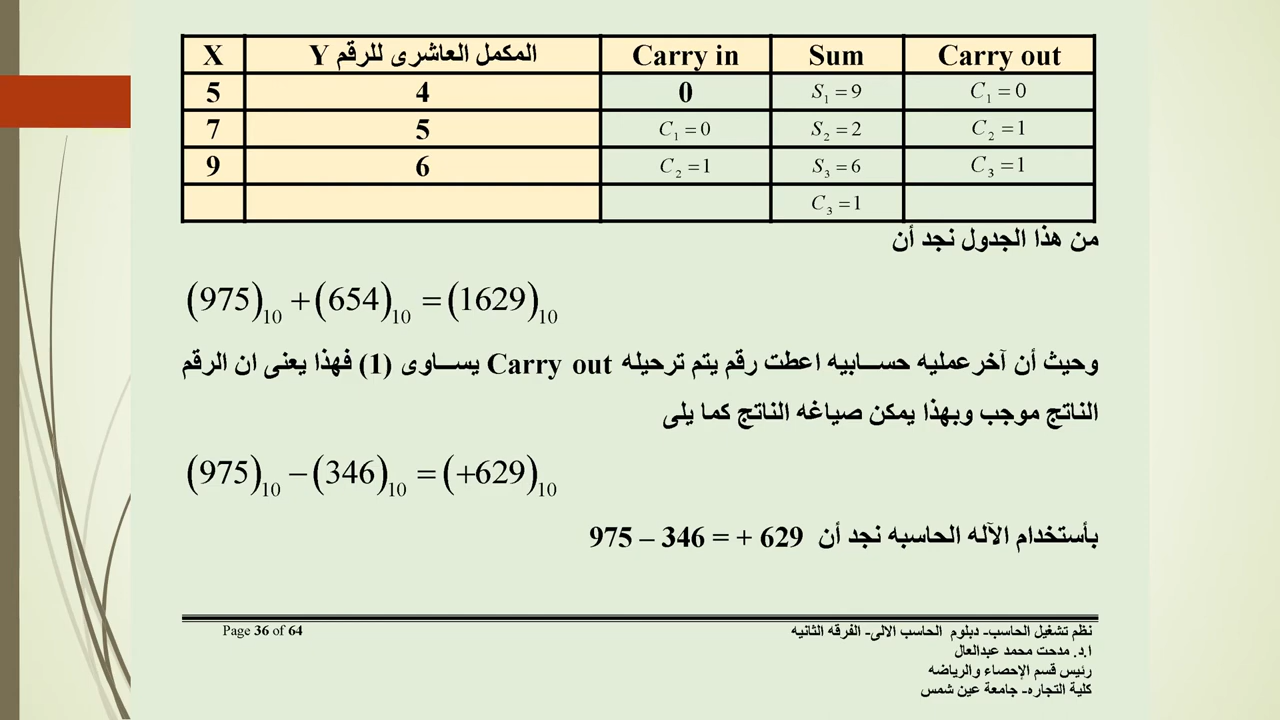 X المكمل العاشرى للرقم Y Carry in Sum Carry out
5 4 0 S₁ = 9 C₁ = 0
7 5 C₁ = 0 S₂ = 2 C₂ = 1
9 6 C₂ = 1 S₃ = 6 C₃ = 1
C₃ = 1
من هذا الجدول نجد أن
(975)₁₀ + (654)₁₀ = (1629)₁₀
وحيث أن آخرعمليه حسابيه اعطت رقم يتم ترحيله Carry out يساوى (1) فهذا يعنى ان الرقم
الناتج موجب وبهذا يمكن صياغه الناتج كما يلى
(975)₁₀ − (346)₁₀ = (+629)₁₀
بأستخدام الآله الحاسبه نجد أن 975 – 346 = + 629
نظم تشغيل الحاسب- دبلوم الحاسب الالى- الفرقه الثانيه Page 36 of 64
ا.د. مدحت محمد عبدالعال
رئيس قسم الإحصاء والرياضه
كلية التجاره- جامعة عين شمس